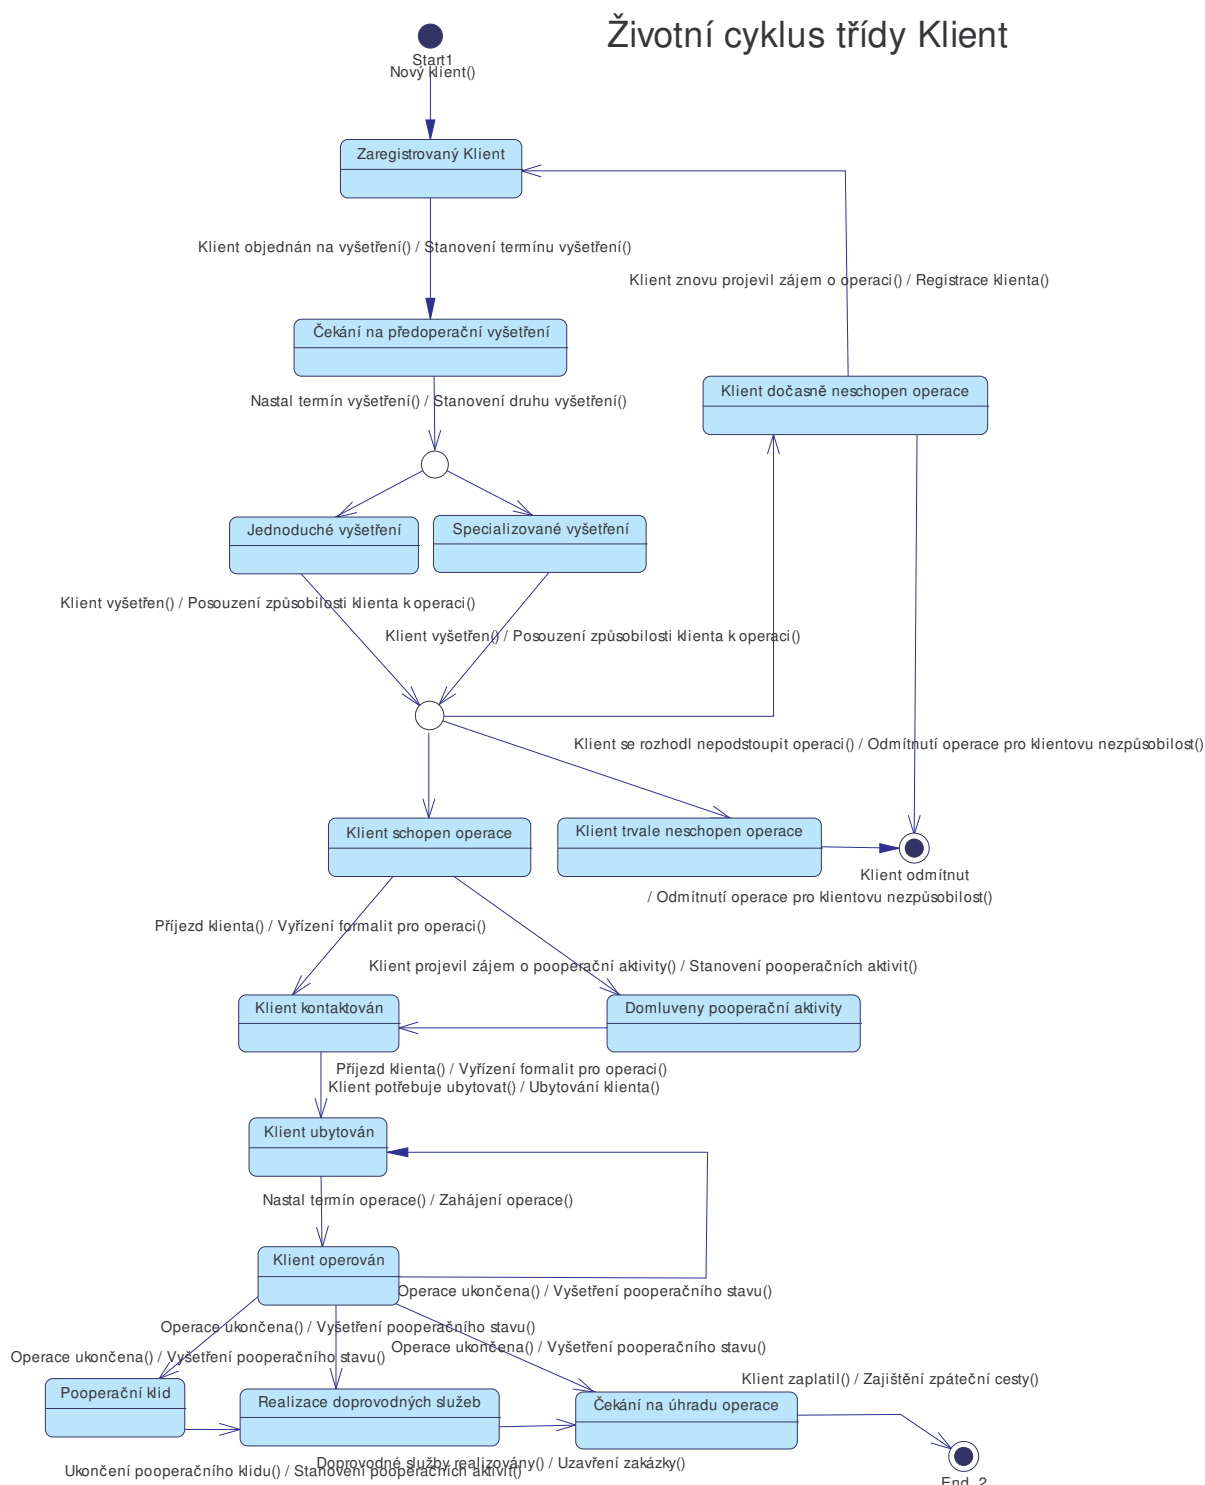 Životní cyklus třídy Klient
Start1
Nový klient()
Zaregistrovaný Klient
Klient objednán na vyšetření() / Stanovení termínu vyšetření()
Klient znovu projevil zájem o operaci() / Registrace klienta()
Čekání na předoperační vyšetření
Klient dočasně neschopen operace
Nastal termín vyšetření() / Stanovení druhu vyšetření()
Jednoduché vyšetření
Specializované vyšetření
Klient vyšetřen() / Posouzení způsobilosti klienta k operaci()
Klient vyšetřen() / Posouzení způsobilosti klienta k operaci()
Klient se rozhodl nepodstoupit operaci() / Odmítnutí operace pro klientovu nezpůsobilost()
Klient schopen operace
Klient trvale neschopen operace
Klient odmítnut
/ Odmítnutí operace pro klientovu nezpůsobilost()
Příjezd klienta() / Vyřízení formalit pro operaci()
Klient projevil zájem o pooperační aktivity() / Stanovení pooperačních aktivit()
Klient kontaktován
Domluveny pooperační aktivity
Příjezd klienta() / Vyřízení formalit pro operaci()
Klient potřebuje ubytovat() / Ubytování klienta()
Klient ubytován
Nastal termín operace() / Zahájení operace()
Klient operován
Operace ukončena() / Vyšetření pooperačního stavu()
Operace ukončena() / Vyšetření pooperačního stavu()
Operace ukončena() / Vyšetření pooperačního stavu()
Operace ukončena() / Vyšetření pooperačního stavu()
Klient zaplatil() / Zajištění zpáteční cesty()
Pooperační klid
Realizace doprovodných služeb
Čekání na úhradu operace
Doprovodné služby realizovány() / Uzavření zakázky()
Ukončení pooperačního klidu() / Stanovení pooperačních aktivit()
End_2